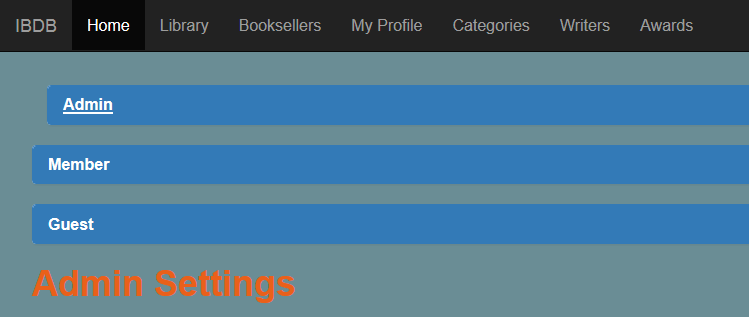 IBDB Home Library Booksellers My Profile Categories Writers Awards
Admin
Member
Guest
Admin Settings